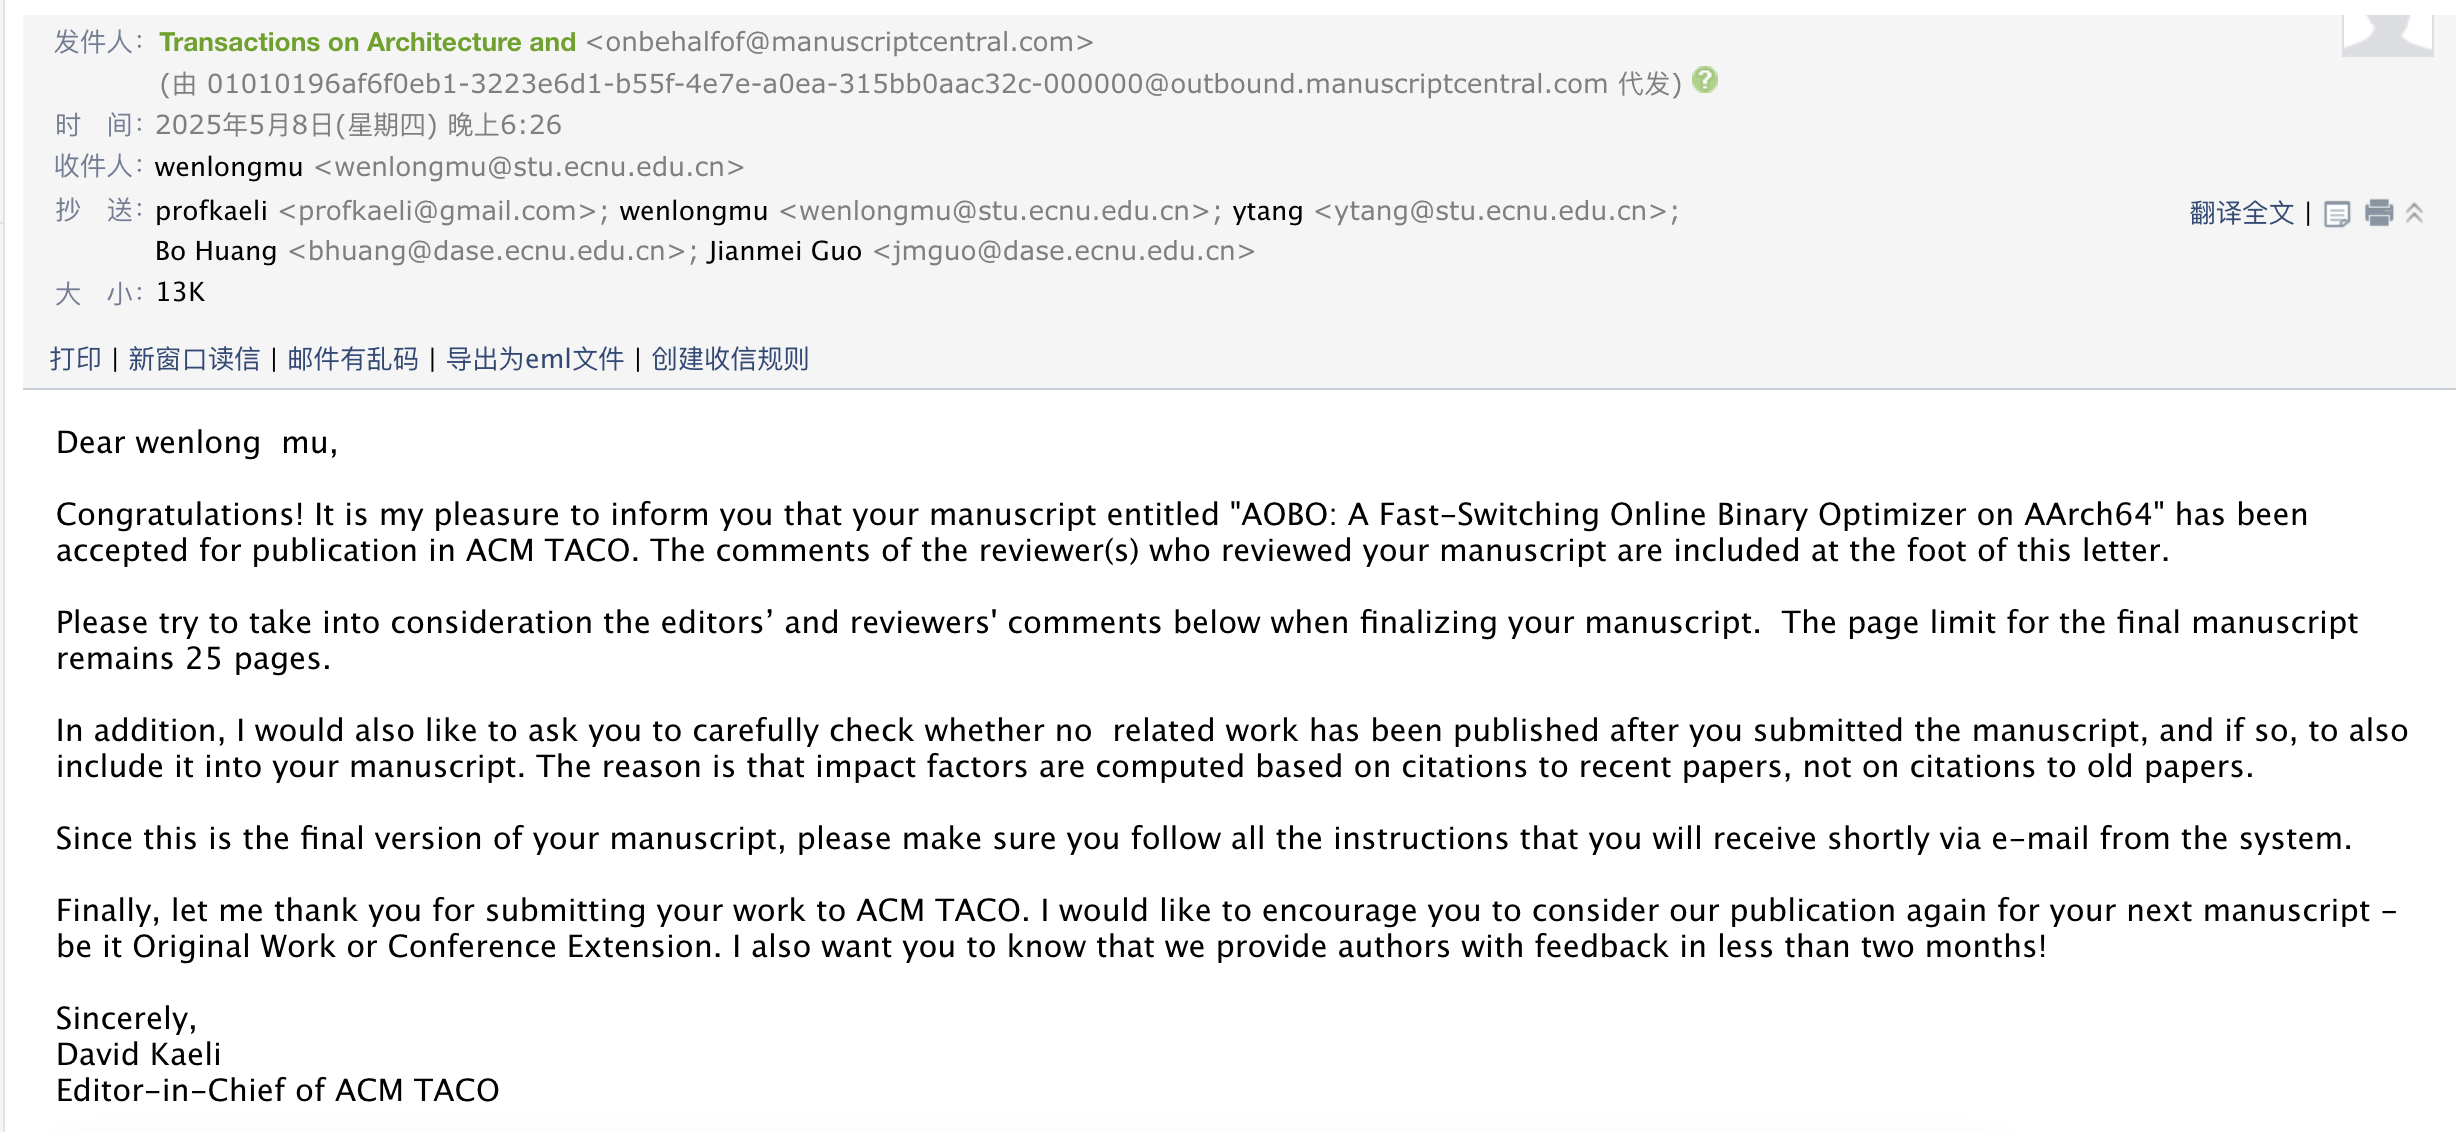 发件人：Transactions on Architecture and <onbehalfof@manuscriptcentral.com>
(由 01010196af6f0eb1-3223e6d1-b55f-4e7e-a0ea-315bb0aac32c-000000@outbound.manuscriptcentral.com 代发) ?
时　间：2025年5月8日(星期四) 晚上6:26
收件人：wenlongmu <wenlongmu@stu.ecnu.edu.cn>
抄　送：profkaeli <profkaeli@gmail.com>; wenlongmu <wenlongmu@stu.ecnu.edu.cn>; ytang <ytang@stu.ecnu.edu.cn>;
翻译全文 |
Bo Huang <bhuang@dase.ecnu.edu.cn>; Jianmei Guo <jmguo@dase.ecnu.edu.cn>
大　小：13K
打印 | 新窗口读信 | 邮件有乱码 | 导出为eml文件 | 创建收信规则
Dear wenlong  mu,
Congratulations! It is my pleasure to inform you that your manuscript entitled "AOBO: A Fast-Switching Online Binary Optimizer on AArch64" has been
accepted for publication in ACM TACO. The comments of the reviewer(s) who reviewed your manuscript are included at the foot of this letter.
Please try to take into consideration the editors’ and reviewers' comments below when finalizing your manuscript.  The page limit for the final manuscript
remains 25 pages.
In addition, I would also like to ask you to carefully check whether no  related work has been published after you submitted the manuscript, and if so, to also
include it into your manuscript. The reason is that impact factors are computed based on citations to recent papers, not on citations to old papers.
Since this is the final version of your manuscript, please make sure you follow all the instructions that you will receive shortly via e-mail from the system.
Finally, let me thank you for submitting your work to ACM TACO. I would like to encourage you to consider our publication again for your next manuscript -
be it Original Work or Conference Extension. I also want you to know that we provide authors with feedback in less than two months!
Sincerely,
David Kaeli
Editor-in-Chief of ACM TACO